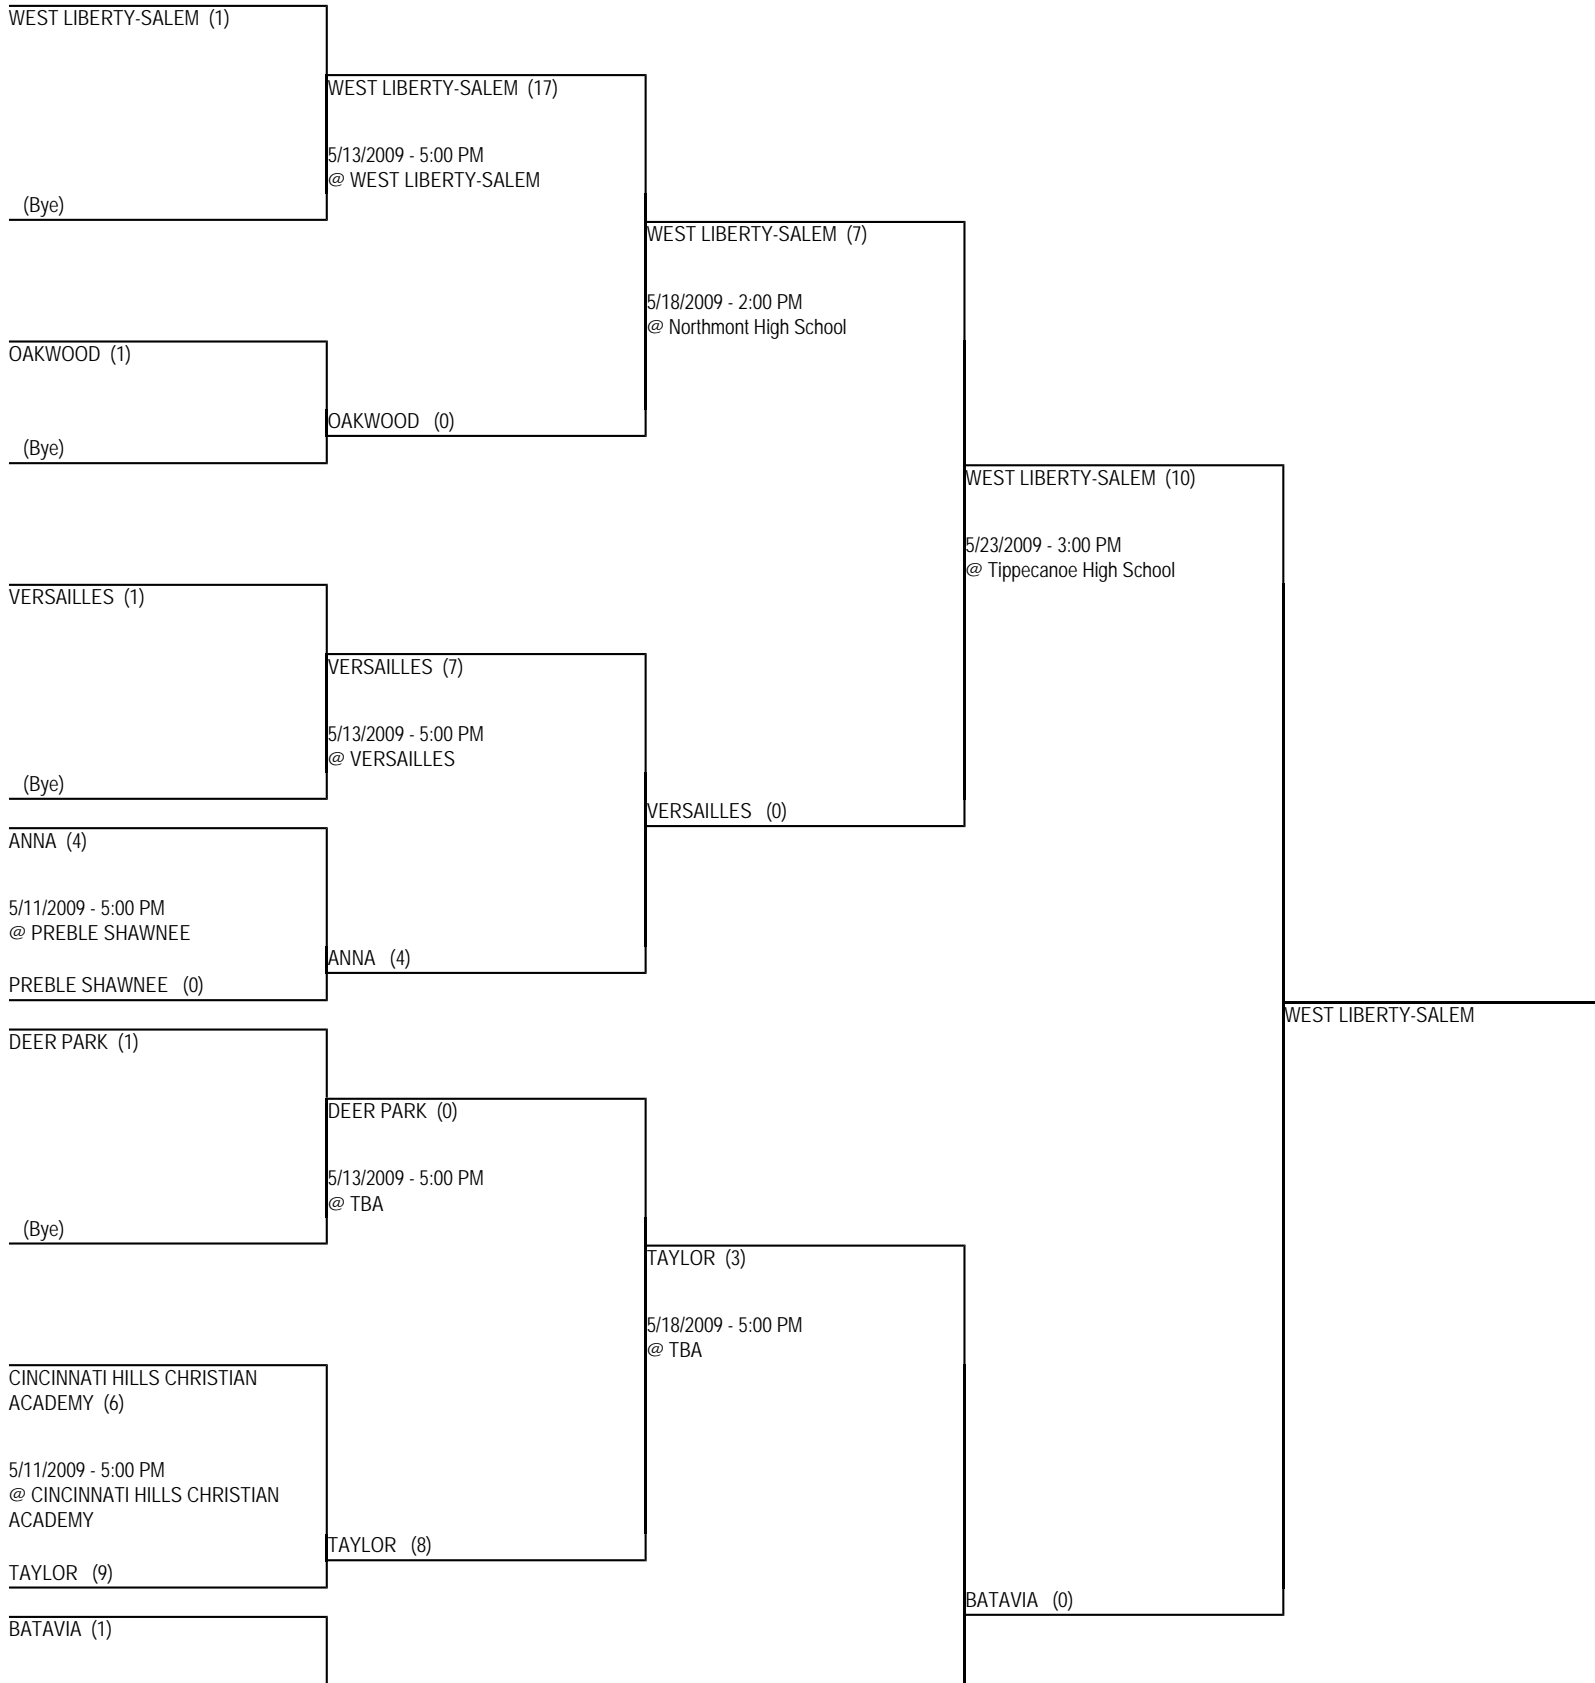 WEST LIBERTY-SALEM (1)
WEST LIBERTY-SALEM (17)
5/13/2009 - 5:00 PM
@ WEST LIBERTY-SALEM
(Bye)
WEST LIBERTY-SALEM (7)
5/18/2009 - 2:00 PM
@ Northmont High School
OAKWOOD (1)
OAKWOOD (0)
(Bye)
WEST LIBERTY-SALEM (10)
5/23/2009 - 3:00 PM
@ Tippecanoe High School
VERSAILLES (1)
VERSAILLES (7)
5/13/2009 - 5:00 PM
@ VERSAILLES
(Bye)
VERSAILLES (0)
ANNA (4)
5/11/2009 - 5:00 PM
@ PREBLE SHAWNEE
ANNA (4)
PREBLE SHAWNEE (0)
WEST LIBERTY-SALEM
DEER PARK (1)
DEER PARK (0)
5/13/2009 - 5:00 PM
@ TBA
(Bye)
TAYLOR (3)
5/18/2009 - 5:00 PM
@ TBA
CINCINNATI HILLS CHRISTIAN
ACADEMY (6)
5/11/2009 - 5:00 PM
@ CINCINNATI HILLS CHRISTIAN
ACADEMY
TAYLOR (8)
TAYLOR (9)
BATAVIA (0)
BATAVIA (1)